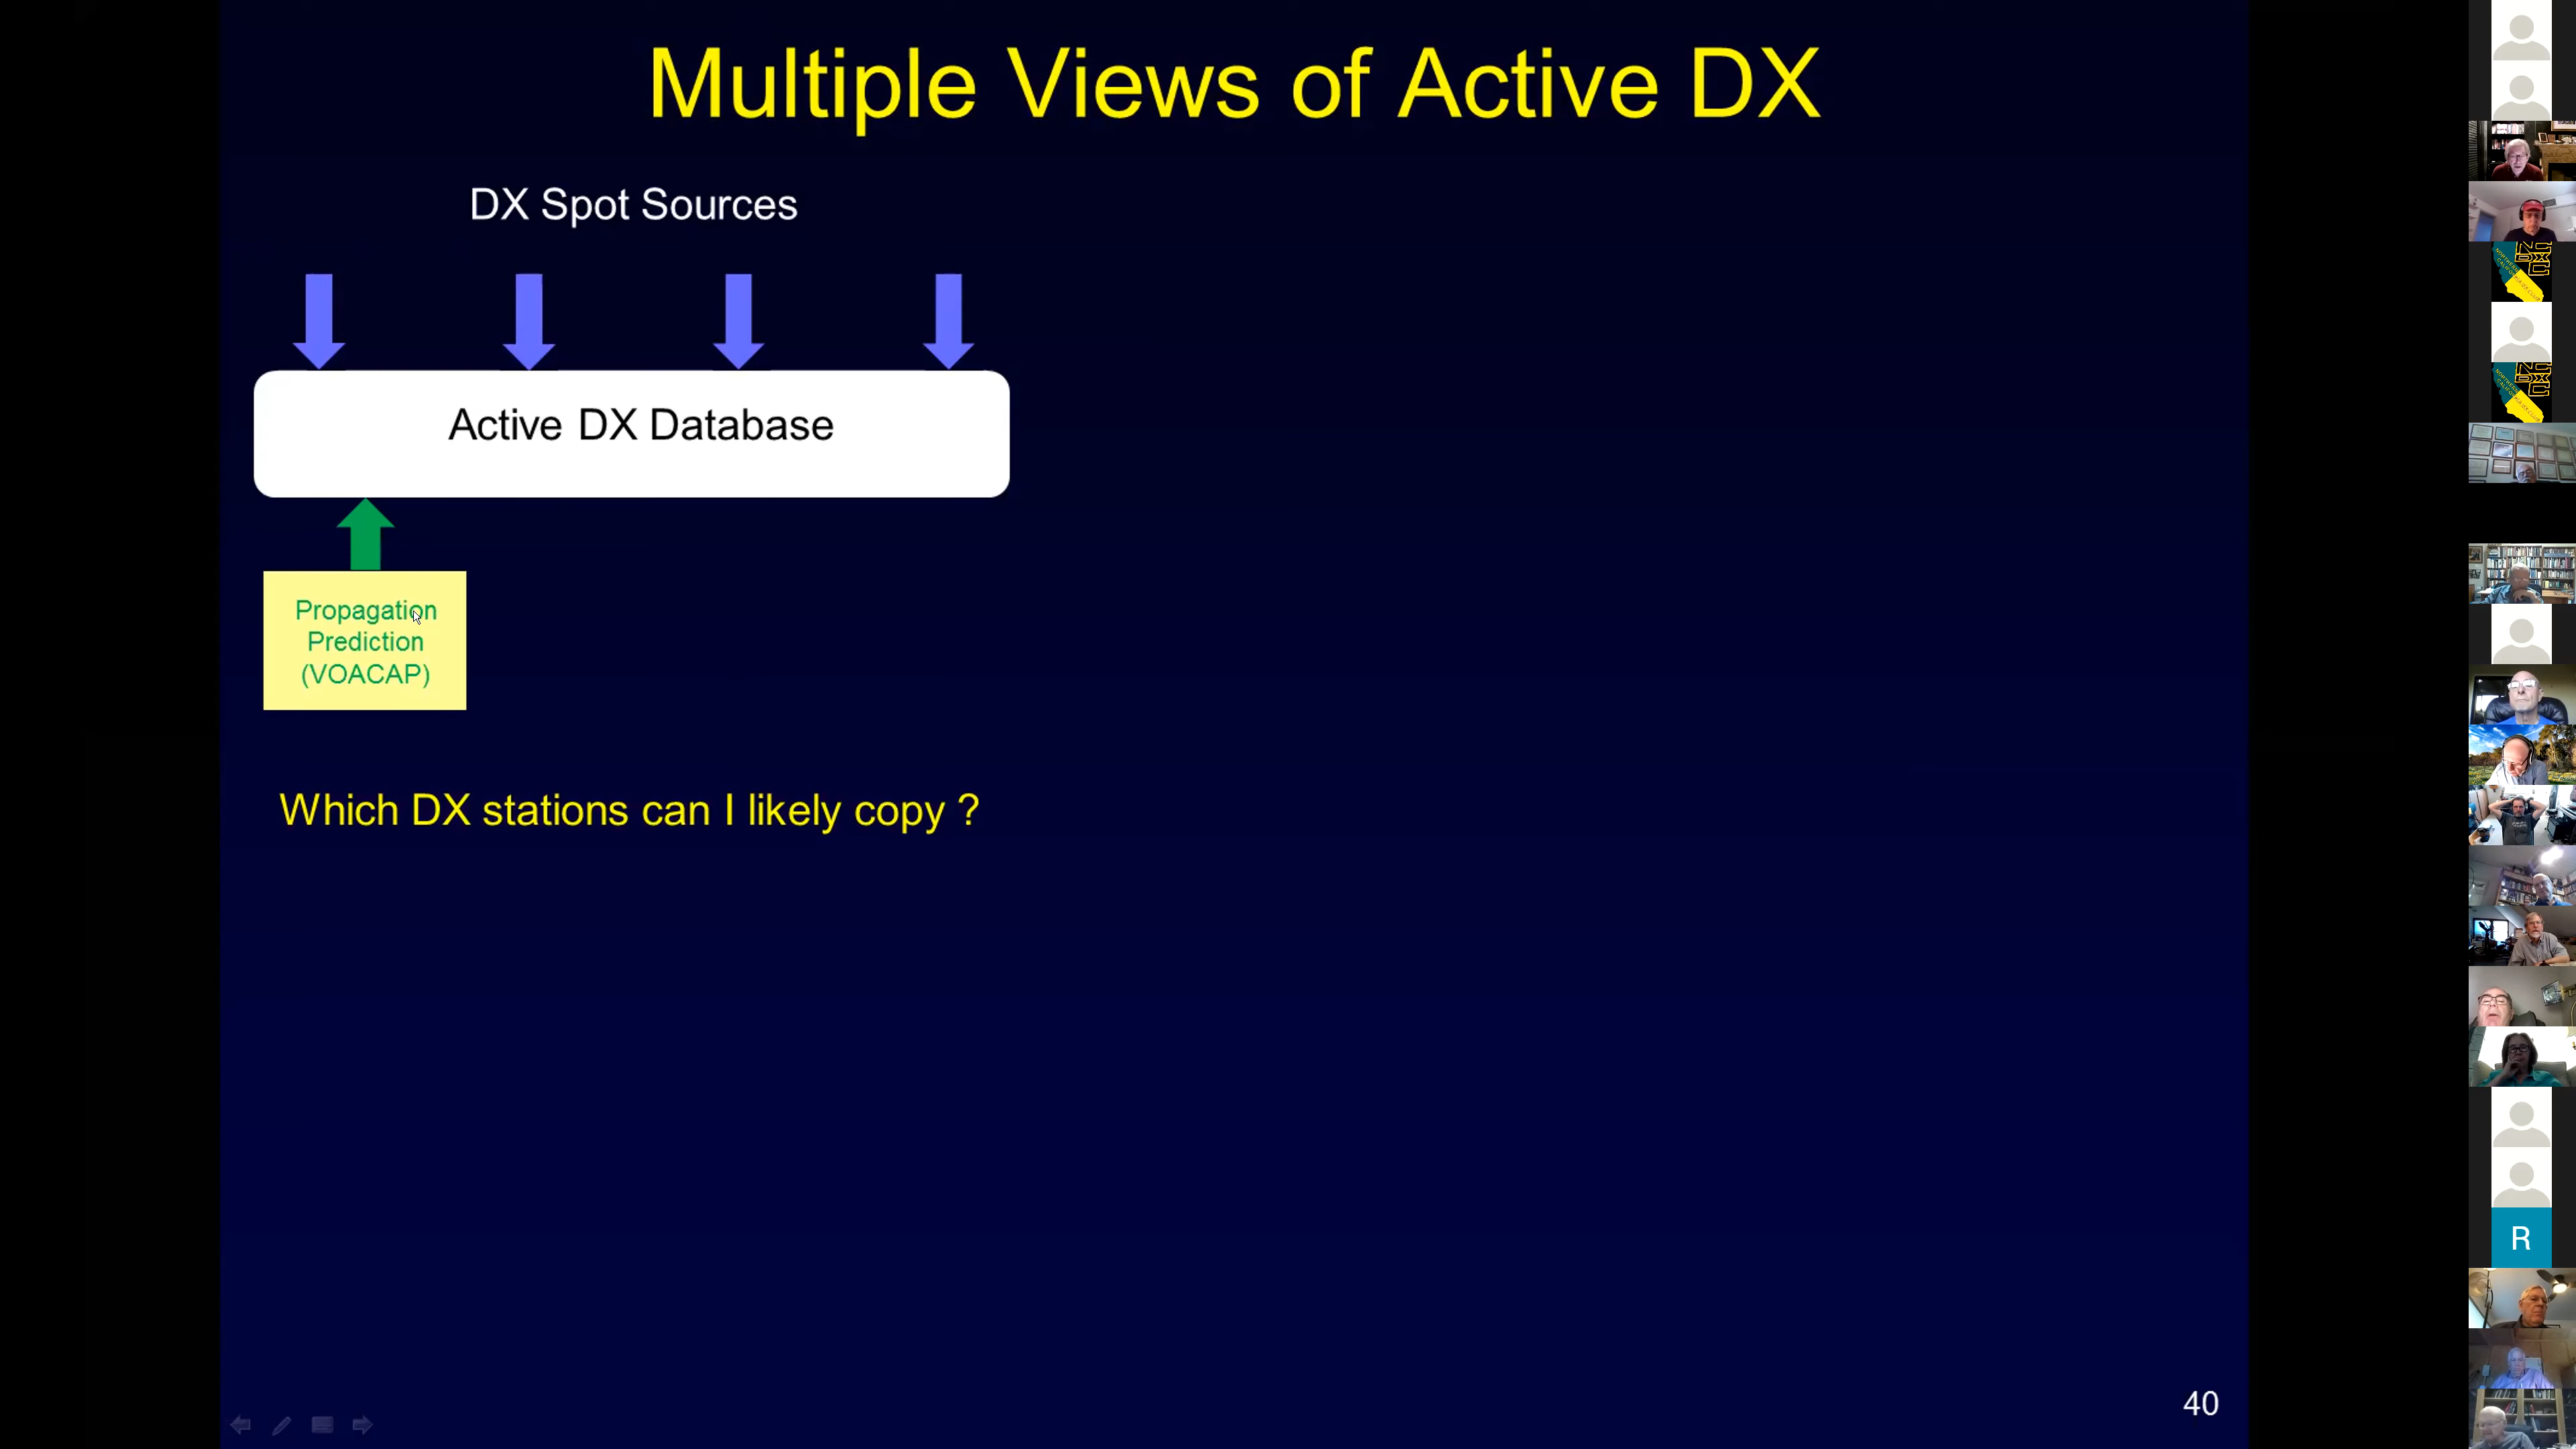 Multiple Views of Active DX
DX Spot Sources
Active DX Database
Propagation
Prediction
(VOACAP)
Which DX stations can I likely copy ?
40
R